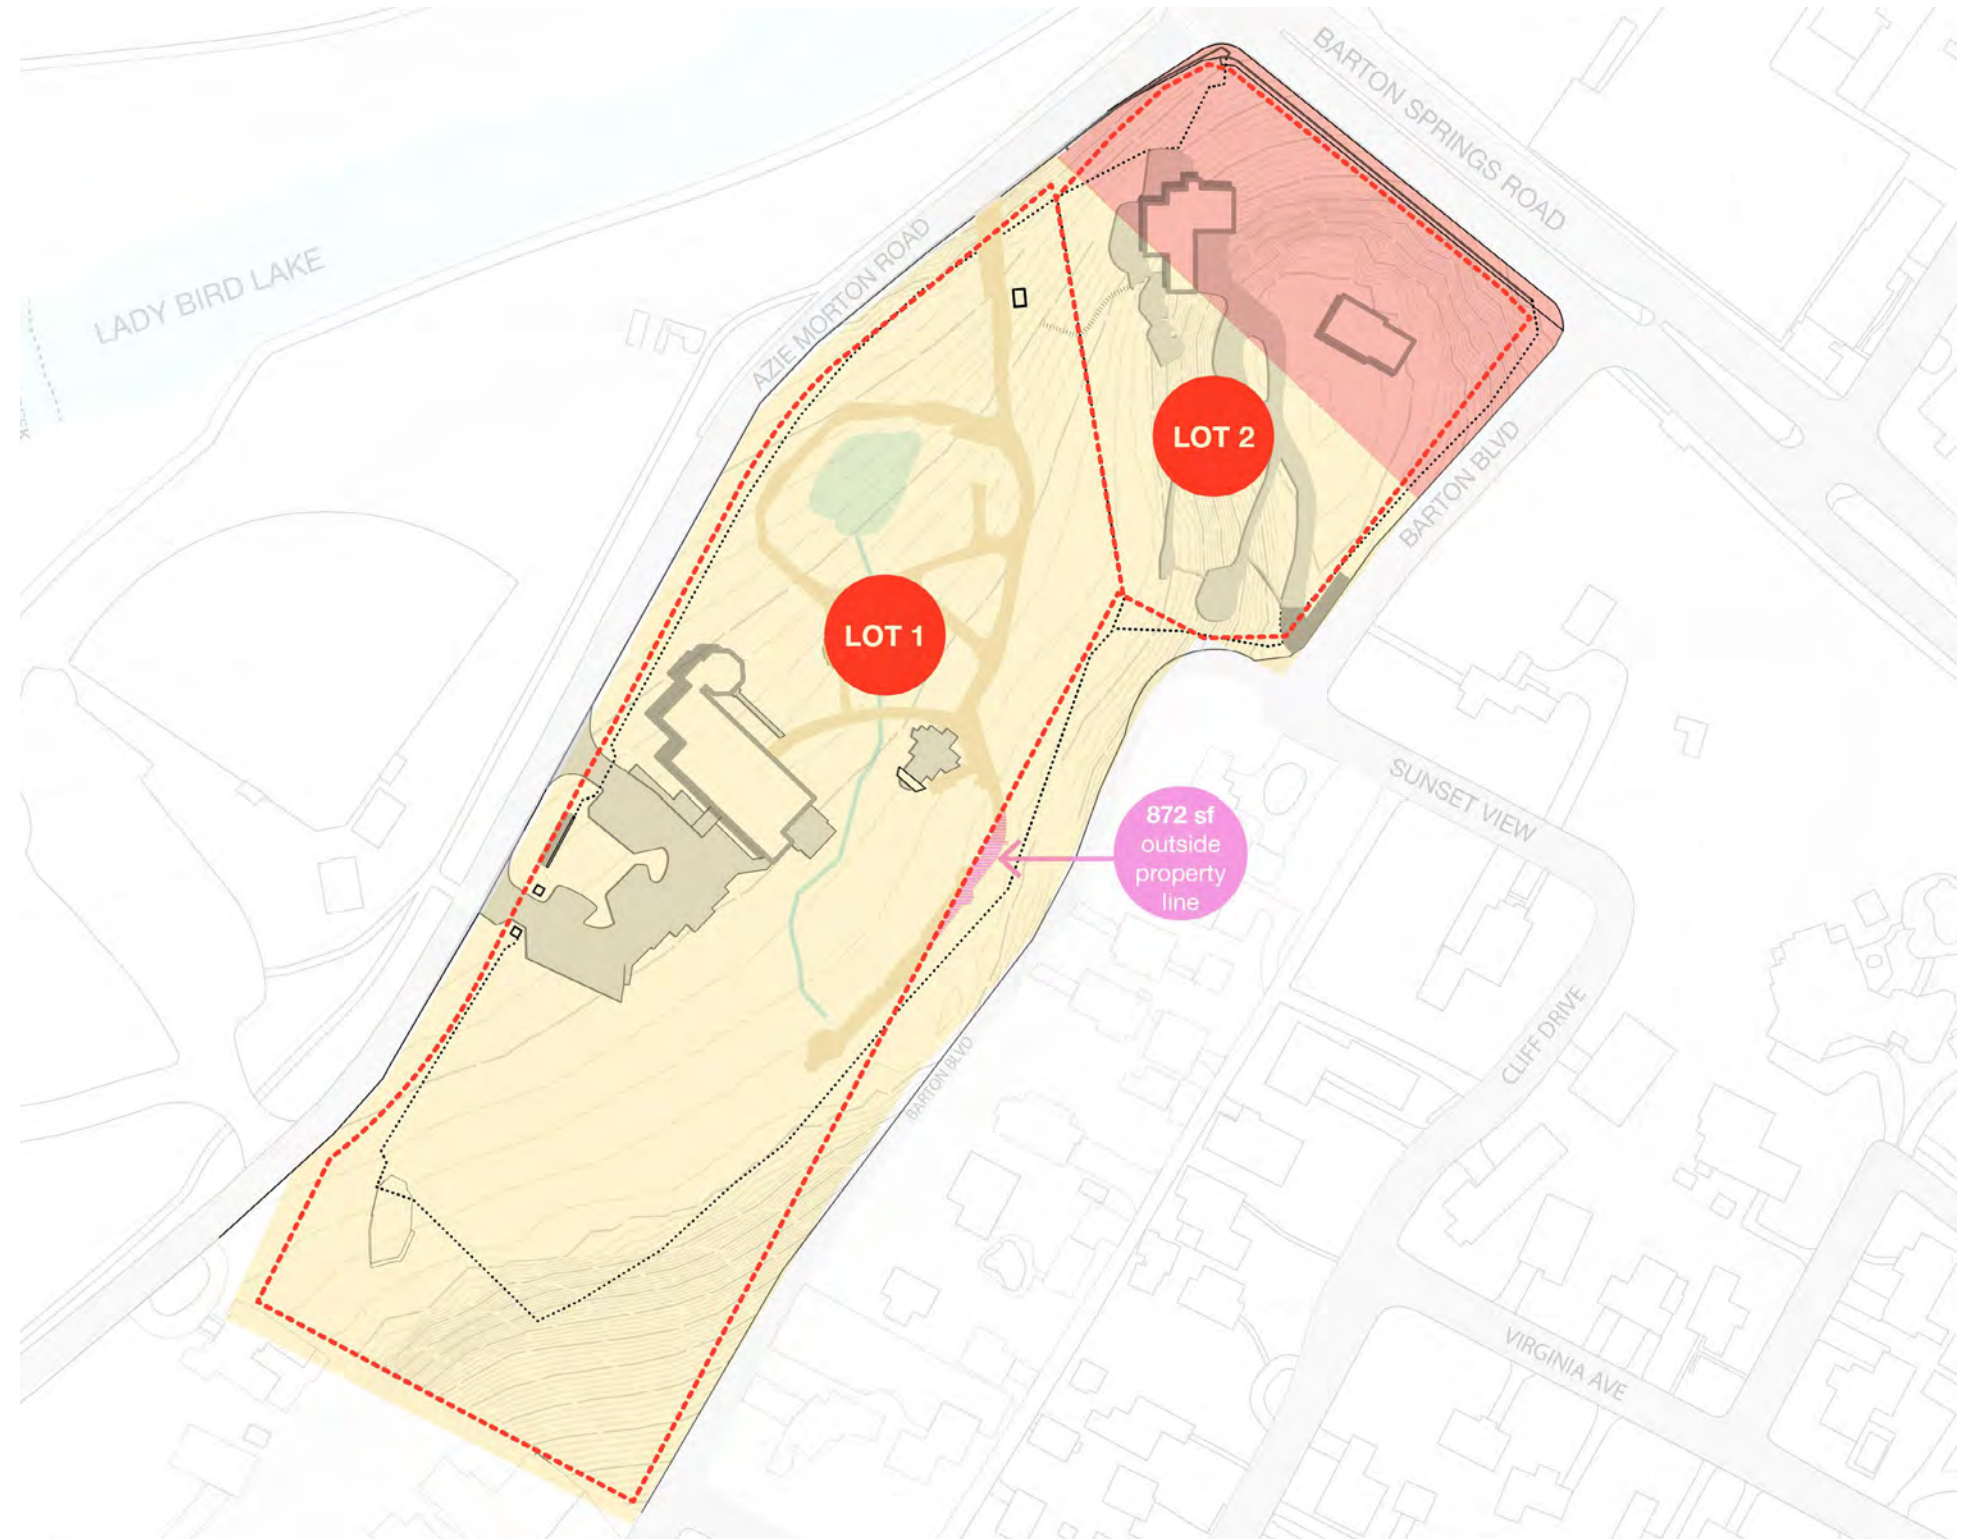 BARTON SPRINGS ROAD
LADY BIRD LAKE
AZIE MORTON ROAD
LOT 2
BARTON BLVD
LOT 1
SUNSET VIEW
872 sf
outside
property
line
CLIFF DRIVE
BARTON BLVD
VIRGINIA AVE